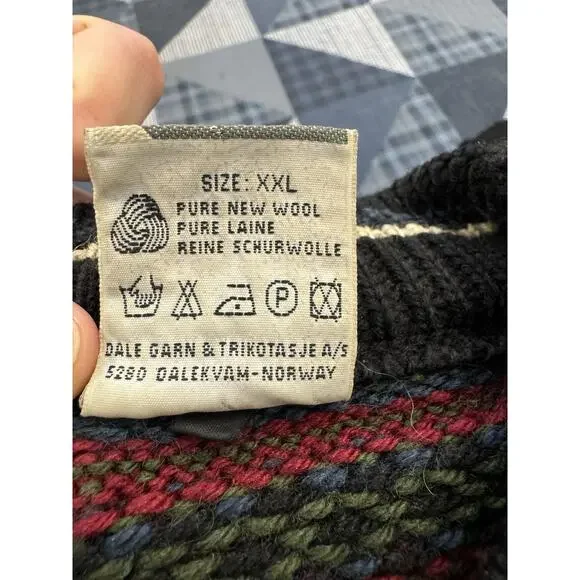 SIZE: XXL
PURE NEW WOOL
PURE LAINE
REINE SCHURWOLLE
P
DALE GARN & TRIKOTASJE A/S
5280 DALEKVAM-NORWAY